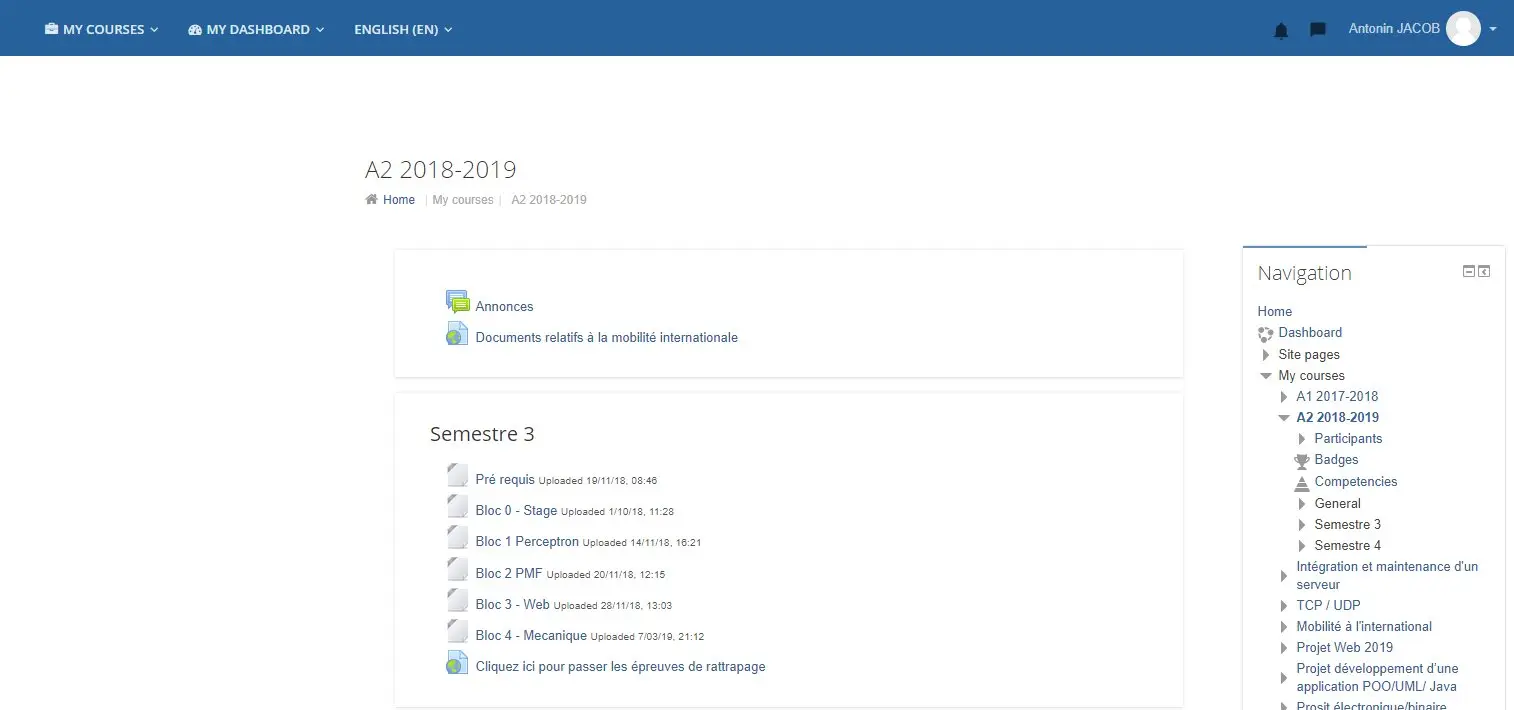 MY COURSES MY DASHBOARD ENGLISH (EN) Antonin JACOB
A2 2018-2019
Home | My courses | A2 2018-2019
Annonces
Documents relatifs à la mobilité internationale
Semestre 3
Pré requis Uploaded 19/11/18, 08:46
Bloc 0 - Stage Uploaded 1/10/18, 11:28
Bloc 1 Perceptron Uploaded 14/11/18, 16:21
Bloc 2 PMF Uploaded 20/11/18, 12:15
Bloc 3 - Web Uploaded 28/11/18, 13:03
Bloc 4 - Mecanique Uploaded 7/03/19, 21:12
Cliquez ici pour passer les épreuves de rattrapage
Navigation
Home
Dashboard
Site pages
My courses
A1 2017-2018
A2 2018-2019
Participants
Badges
Competencies
General
Semestre 3
Semestre 4
Intégration et maintenance d'un
serveur
TCP / UDP
Mobilité à l'international
Projet Web 2019
Projet développement d'une
application POO/UML/ Java
Prosit électronique/binaire